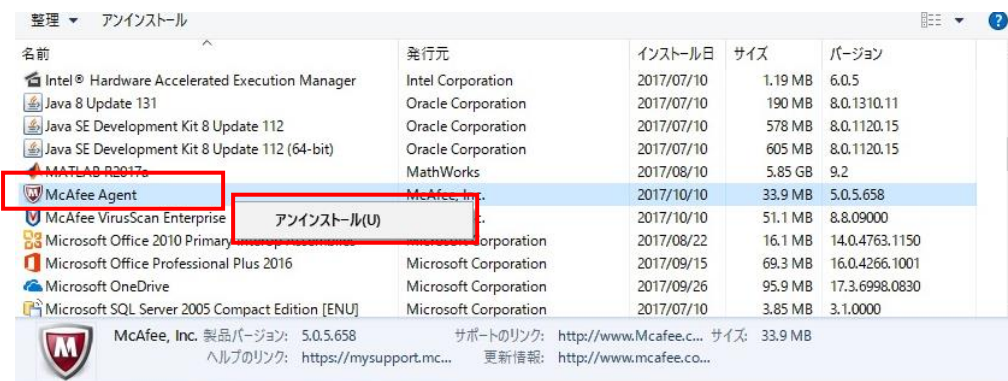 整理 ▼ アンインストール
名前 発行元 インストール日 サイズ バージョン
Intel® Hardware Accelerated Execution Manager Intel Corporation 2017/07/10 1.19 MB 6.0.5
Java 8 Update 131 Oracle Corporation 2017/07/10 190 MB 8.0.1310.11
Java SE Development Kit 8 Update 112 Oracle Corporation 2017/07/10 578 MB 8.0.1120.15
Java SE Development Kit 8 Update 112 (64-bit) Oracle Corporation 2017/07/10 605 MB 8.0.1120.15
MATLAB R2017a MathWorks 2017/08/10 5.85 GB 9.2
McAfee Agent McAfee, Inc. 2017/10/10 33.9 MB 5.0.5.658
McAfee VirusScan Enterprise 2017/10/10 51.1 MB 8.8.09000
アンインストール(U)
Microsoft Office 2010 Primary Interop Assemblies Microsoft Corporation 2017/08/22 16.1 MB 14.0.4763.1150
Microsoft Office Professional Plus 2016 Microsoft Corporation 2017/09/15 69.3 MB 16.0.4266.1001
Microsoft OneDrive Microsoft Corporation 2017/09/26 95.9 MB 17.3.6998.0830
Microsoft SQL Server 2005 Compact Edition [ENU] Microsoft Corporation 2017/07/10 3.85 MB 3.1.0000
McAfee, Inc. 製品バージョン: 5.0.5.658 サポートのリンク: http://www.Mcafee.c... サイズ: 33.9 MB
ヘルプのリンク: https://mysupport.mc... 更新情報: http://www.mcafee.co...